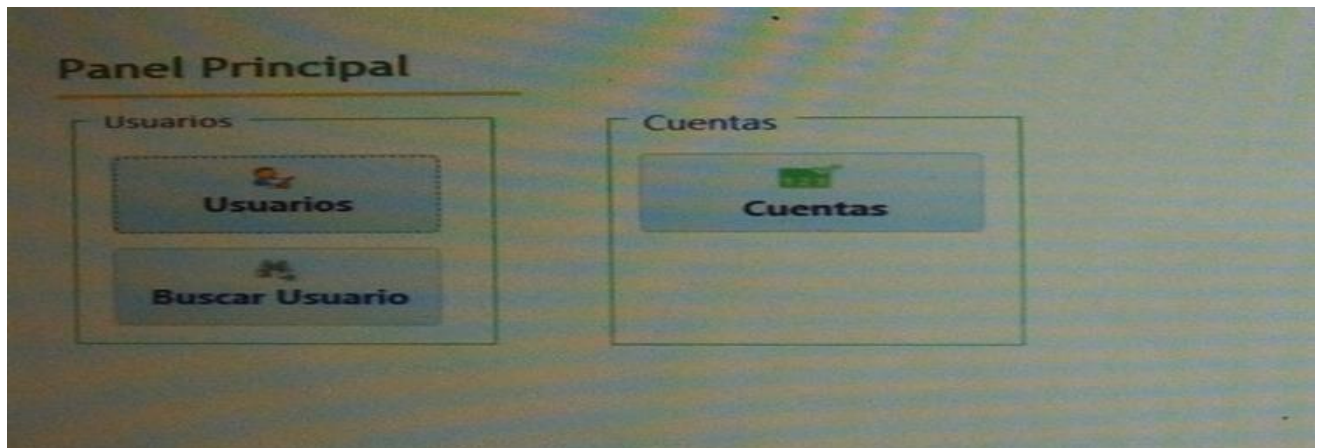 Panel Principal
Usuarios
Usuarios
Buscar Usuario
Cuentas
Cuentas